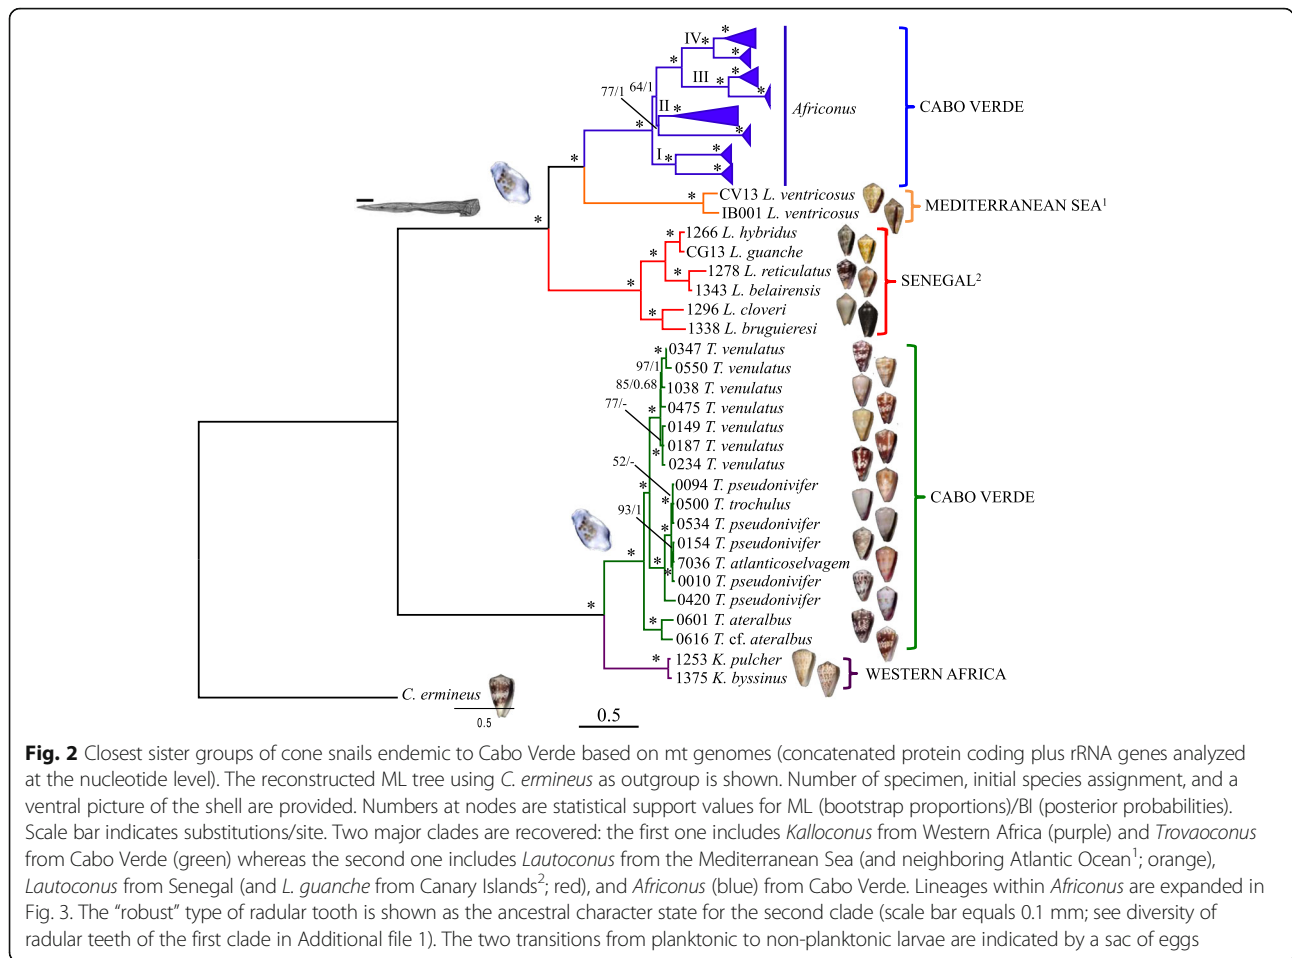 IV*
*
*
*
III
*
*
*
64/1
77/1
II *
*
*
I *
*
*
Africonus
CABO VERDE
*
*
CV13 L. ventricosus
*
IB001 L. ventricosus
MEDITERRANEAN SEA1
*
1266 L. hybridus
CG13 L. guanche
*
1278 L. reticulatus
*
1343 L. belairensis
*
1296 L. cloveri
*
1338 L. bruguieresi
SENEGAL2
*
0347 T. venulatus
97/1
0550 T. venulatus
85/0.68
1038 T. venulatus
77/-
0475 T. venulatus
*
0149 T. venulatus
0187 T. venulatus
*
0234 T. venulatus
52/-
0094 T. pseudonivifer
*
*
0500 T. trochulus
93/1
0534 T. pseudonivifer
*
0154 T. pseudonivifer
*
*
7036 T. atlanticoselvagem
*
0010 T. pseudonivifer
0420 T. pseudonivifer
*
0601 T. ateralbus
0616 T. cf. ateralbus
CABO VERDE
*
*
1253 K. pulcher
1375 K. byssinus
WESTERN AFRICA
C. ermineus
0.5
0.5
Fig. 2 Closest sister groups of cone snails endemic to Cabo Verde based on mt genomes (concatenated protein coding plus rRNA genes analyzed
at the nucleotide level). The reconstructed ML tree using C. ermineus as outgroup is shown. Number of specimen, initial species assignment, and a
ventral picture of the shell are provided. Numbers at nodes are statistical support values for ML (bootstrap proportions)/BI (posterior probabilities).
Scale bar indicates substitutions/site. Two major clades are recovered: the first one includes Kalloconus from Western Africa (purple) and Trovaoconus
from Cabo Verde (green) whereas the second one includes Lautoconus from the Mediterranean Sea (and neighboring Atlantic Ocean1; orange),
Lautoconus from Senegal (and L. guanche from Canary Islands2; red), and Africonus (blue) from Cabo Verde. Lineages within Africonus are expanded in
Fig. 3. The “robust” type of radular tooth is shown as the ancestral character state for the second clade (scale bar equals 0.1 mm; see diversity of
radular teeth of the first clade in Additional file 1). The two transitions from planktonic to non-planktonic larvae are indicated by a sac of eggs